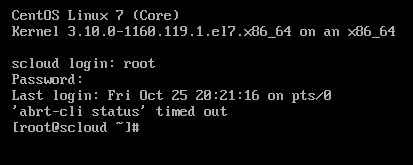 CentOS Linux 7 (Core)
Kernel 3.10.0-1160.119.1.el7.x86_64 on an x86_64
scloud login: root
Password:
Last login: Fri Oct 25 20:21:16 on pts/0
'abrt-cli status' timed out
[root@scloud ~]#